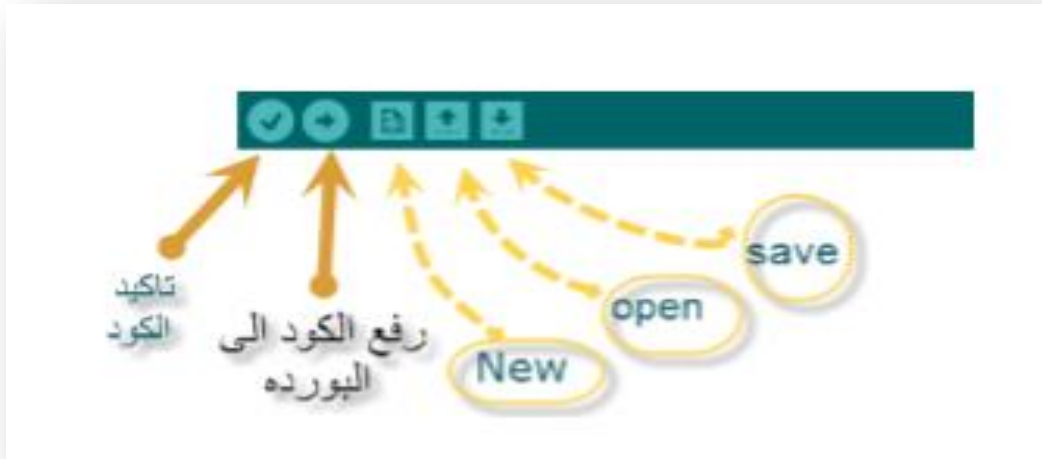 save
open
New
تاكيد
الكود
رفع الكود الى
البورده